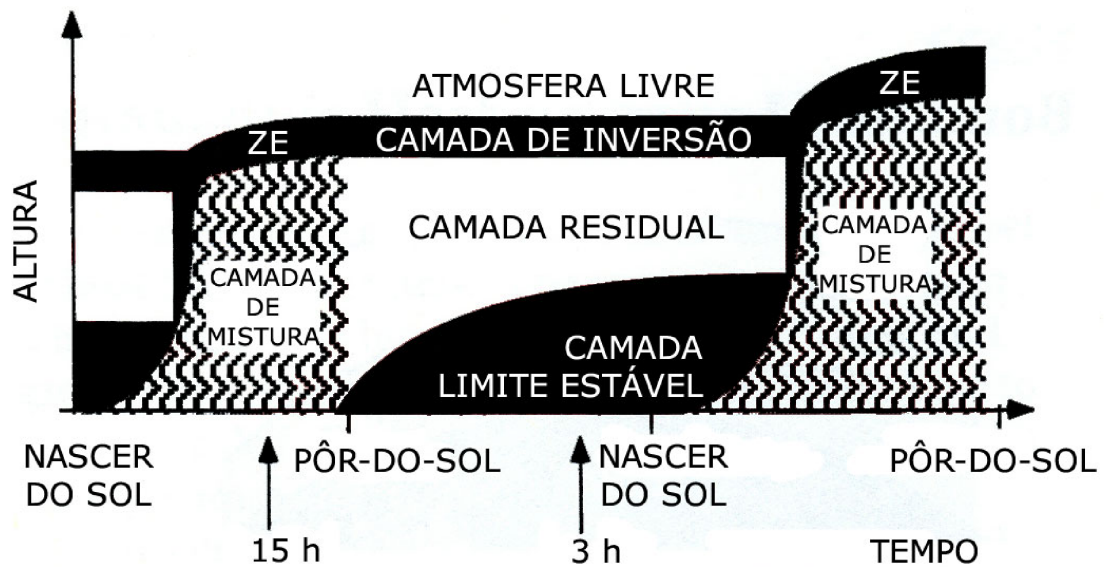 ATMOSFERA LIVRE
ZE
ZE
CAMADA DE INVERSÃO
ALTURA
CAMADA RESIDUAL
CAMADA
DE
MISTURA
CAMADA
DE
MISTURA
CAMADA
LIMITE ESTÁVEL
NASCER
DO SOL
PÔR-DO-SOL
NASCER
DO SOL
PÔR-DO-SOL
15 h
3 h
TEMPO